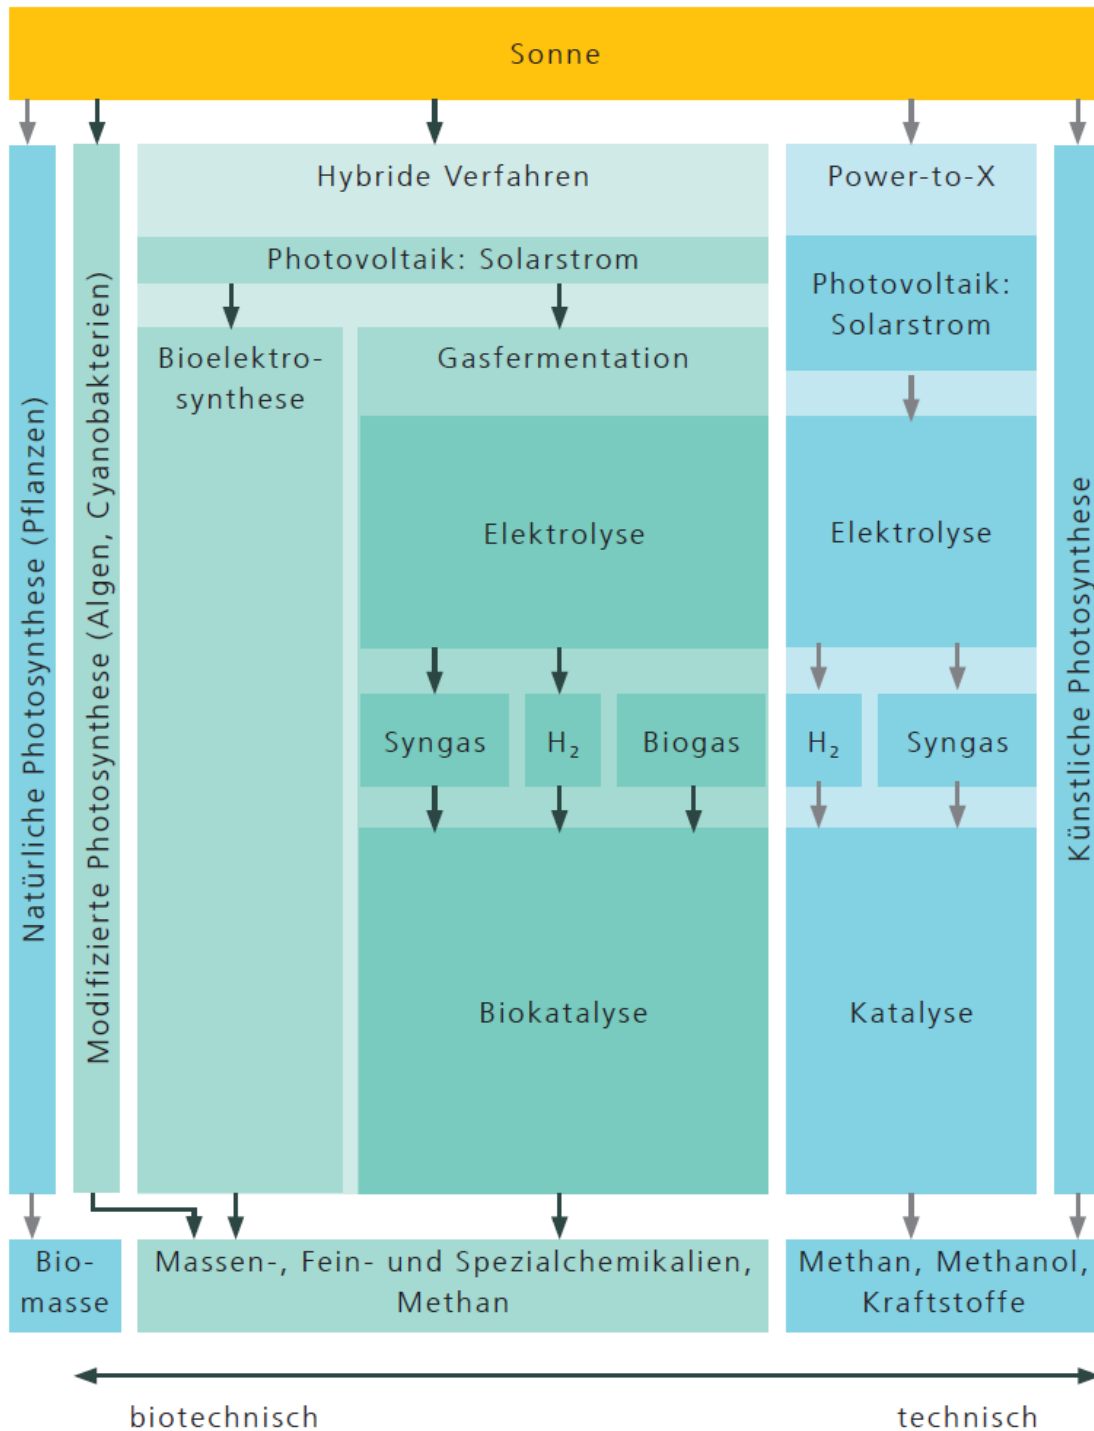 Sonne
Natürliche Photosynthese (Pflanzen)
Modifizierte Photosynthese (Algen, Cyanobakterien)
Hybride Verfahren
Photovoltaik: Solarstrom
Bioelektro-
synthese
Gasfermentation
Elektrolyse
Syngas
H₂
Biogas
Biokatalyse
Power-to-X
Photovoltaik:
Solarstrom
Elektrolyse
H₂
Syngas
Katalyse
Künstliche Photosynthese
Bio-
masse
Massen-, Fein- und Spezialchemikalien,
Methan
Methan, Methanol,
Kraftstoffe
biotechnisch
technisch